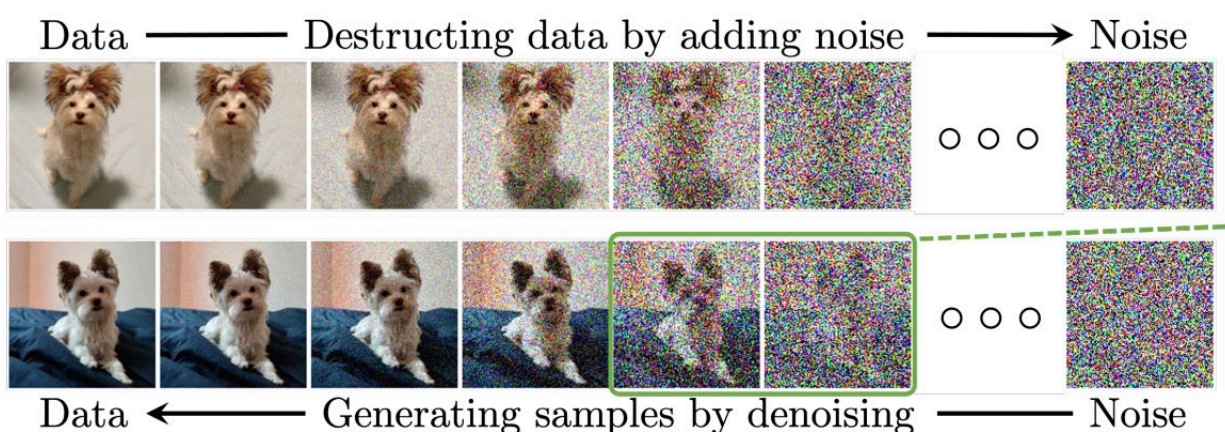 Data Destructing data by adding noise Noise
Data Generating samples by denoising Noise